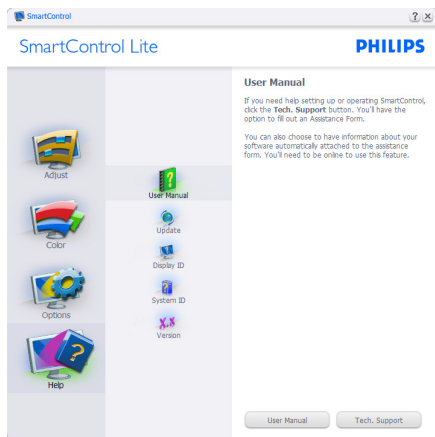 SmartControl
? x
SmartControl Lite
PHILIPS
Adjust
Color
Options
Help
User Manual
Update
Display ID
System ID
X.X
Version
User Manual
If you need help setting up or operating SmartControl,
click the Tech. Support button. You'll have the
option to fill out an Assistance Form.
You can also choose to have information about your
software automatically attached to the assistance
form. You'll need to be online to use this feature.
User Manual
Tech. Support